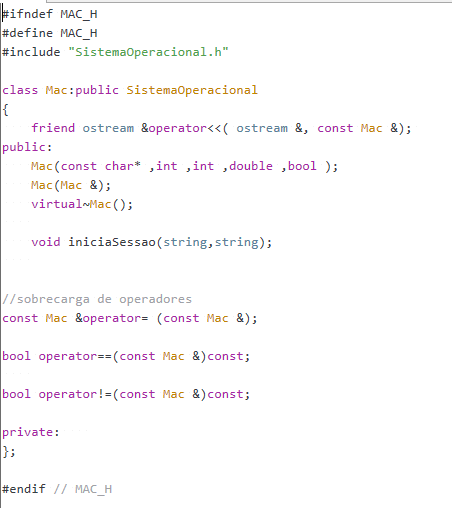 #ifndef MAC_H
#define MAC_H
#include "SistemaOperacional.h"
class Mac:public SistemaOperacional
{
friend ostream &operator<<( ostream &, const Mac &);
public:
Mac(const char* ,int ,int ,double ,bool );
Mac(Mac &);
virtual~Mac();
void iniciaSessao(string,string);
//sobrecarga de operadores
const Mac &operator= (const Mac &);
bool operator==(const Mac &)const;
bool operator!=(const Mac &)const;
private:
};
#endif // MAC_H